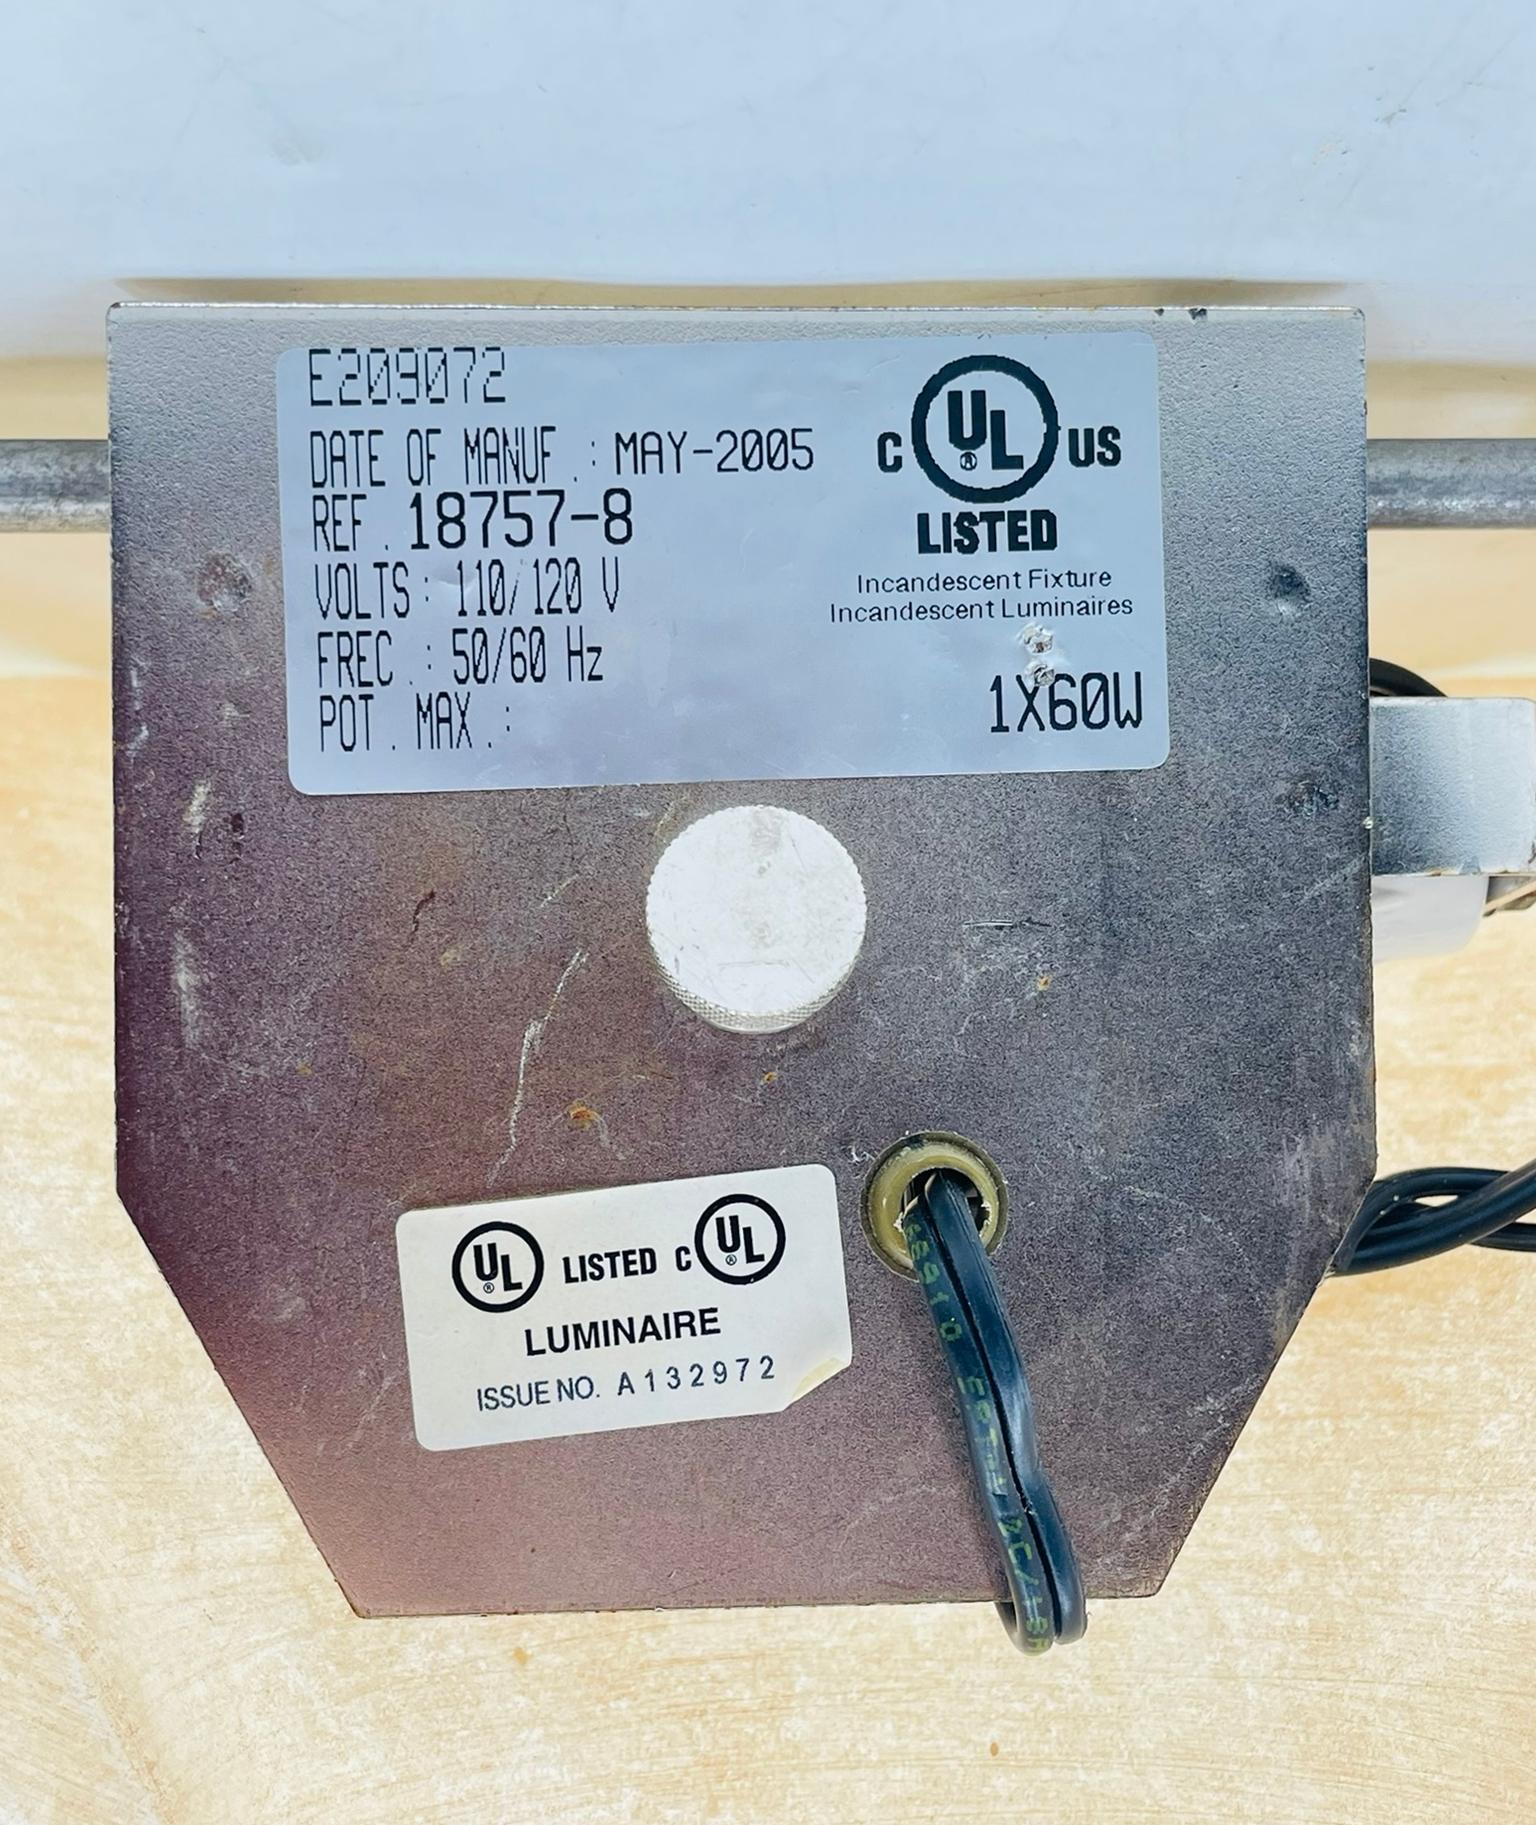 E209072
DATE OF MANUF . : MAY-2005
REF . 18757-8
VOLTS : 110/120 V
FREC . : 50/60 Hz
POT . MAX . : 1X60W
C UL ® US
LISTED
Incandescent Fixture
Incandescent Luminaires
UL ® LISTED C UL ®
LUMINAIRE
ISSUE NO. A132972